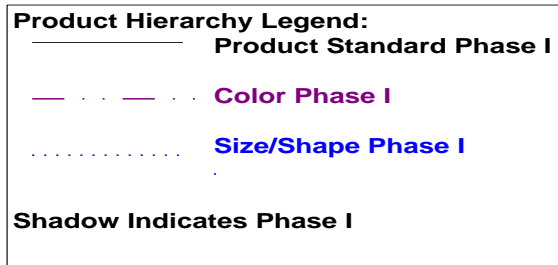 Product Hierarchy Legend:
Product Standard Phase I
Color Phase I
Size/Shape Phase I
Shadow Indicates Phase I